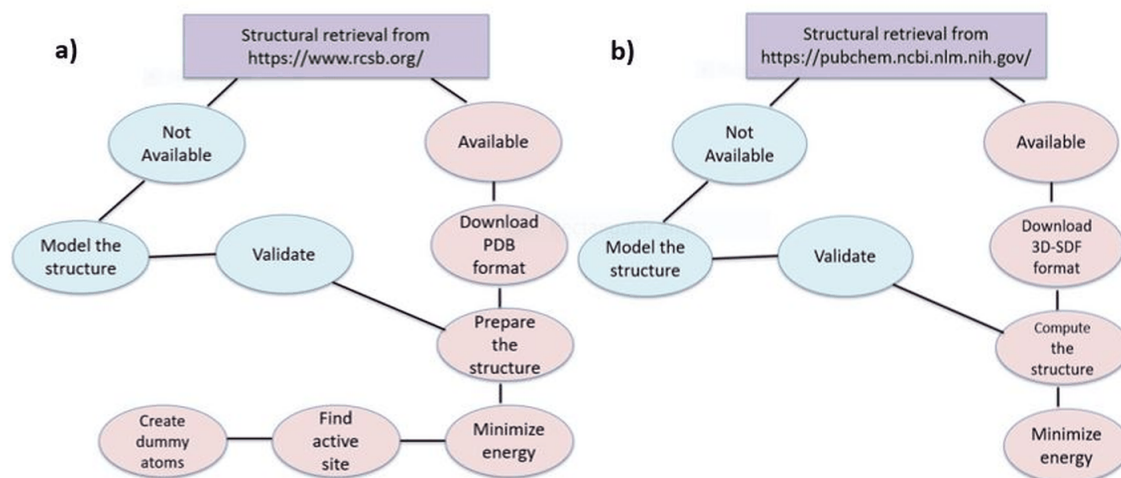 a)
Structural retrieval from
https://www.rcsb.org/
Not
Available
Available
Model the
structure
Validate
Download
PDB
format
Prepare
the
structure
Create
dummy
atoms
Find
active
site
Minimize
energy
b)
Structural retrieval from
https://pubchem.ncbi.nlm.nih.gov/
Not
Available
Available
Model the
structure
Validate
Download
3D-SDF
format
Compute
the
structure
Minimize
energy